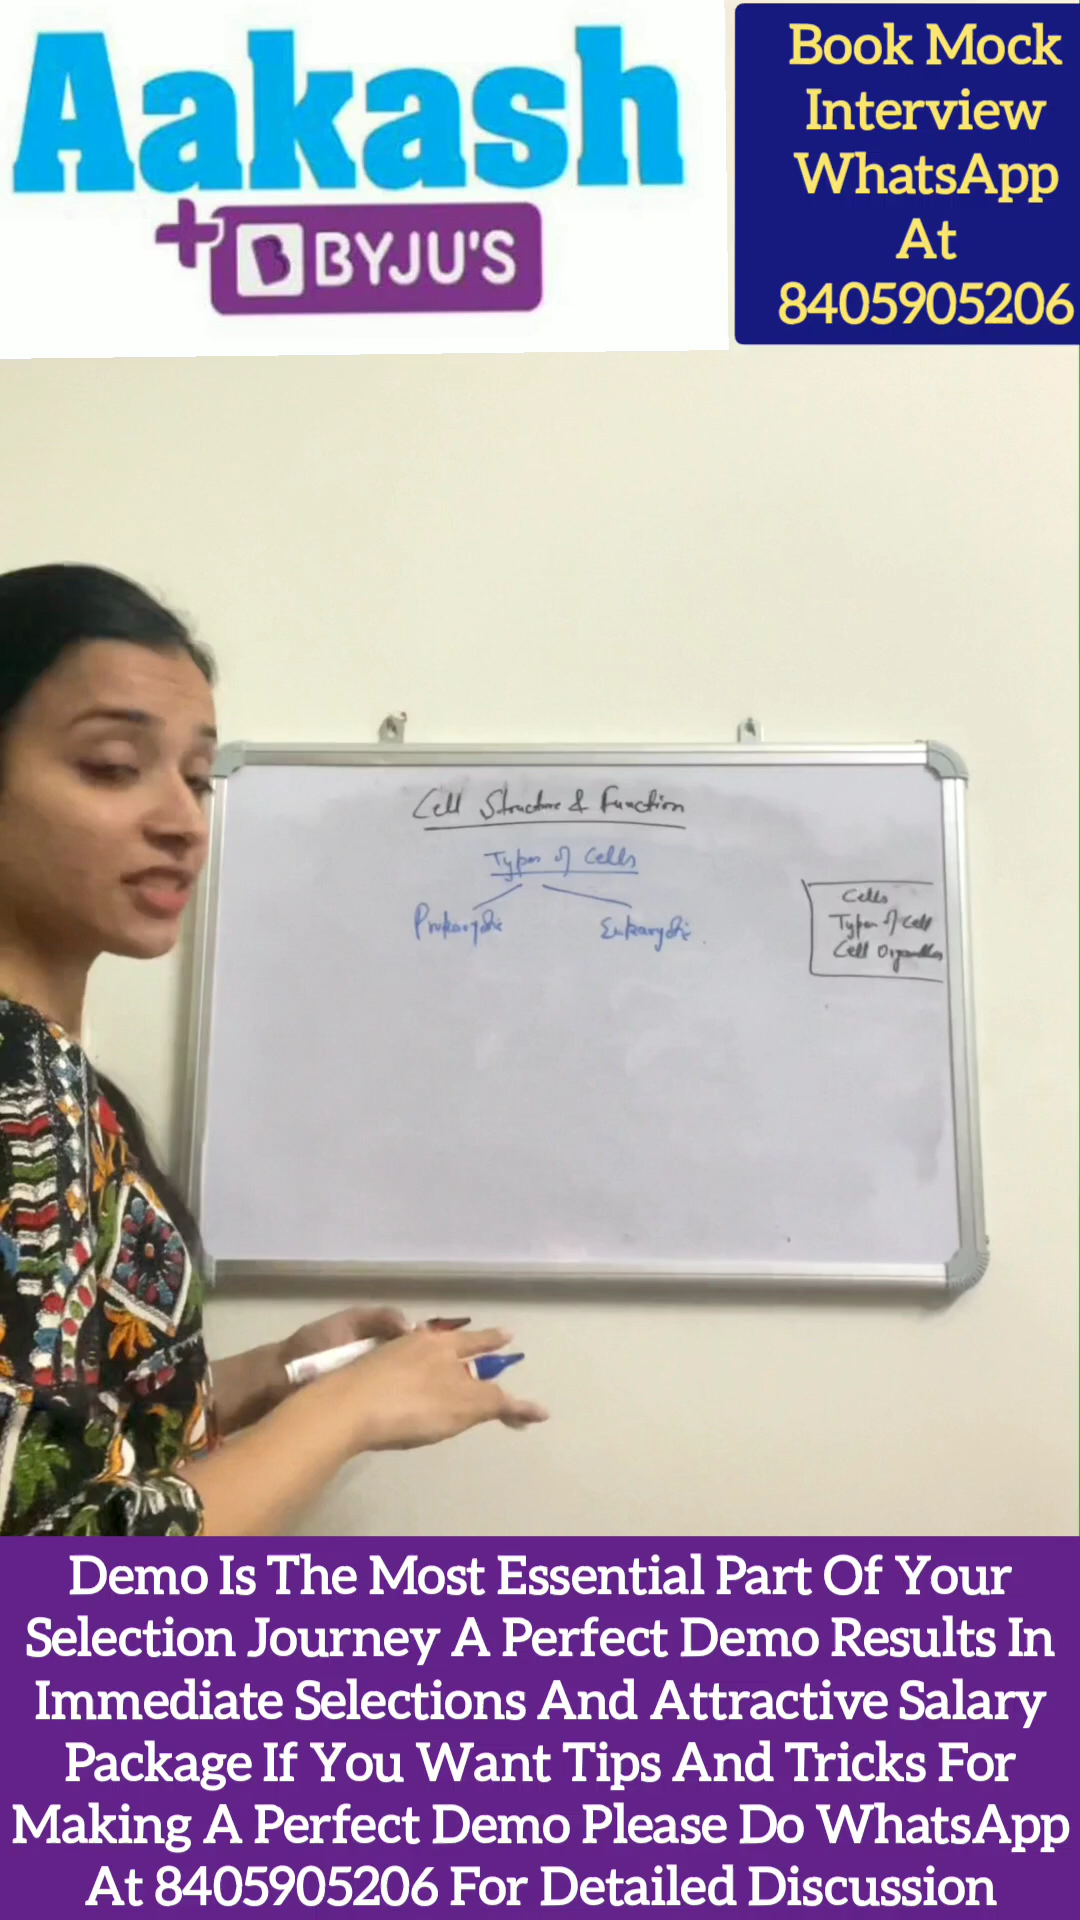 Aakash
+ BYJU'S
Book Mock
Interview
WhatsApp
At
8405905206
Cell Structure & Function
Types of Cells
Prokaryotic
Eukaryotic
Cells
Types of Cell
Cell Organelles
Demo Is The Most Essential Part Of Your
Selection Journey A Perfect Demo Results In
Immediate Selections And Attractive Salary
Package If You Want Tips And Tricks For
Making A Perfect Demo Please Do WhatsApp
At 8405905206 For Detailed Discussion